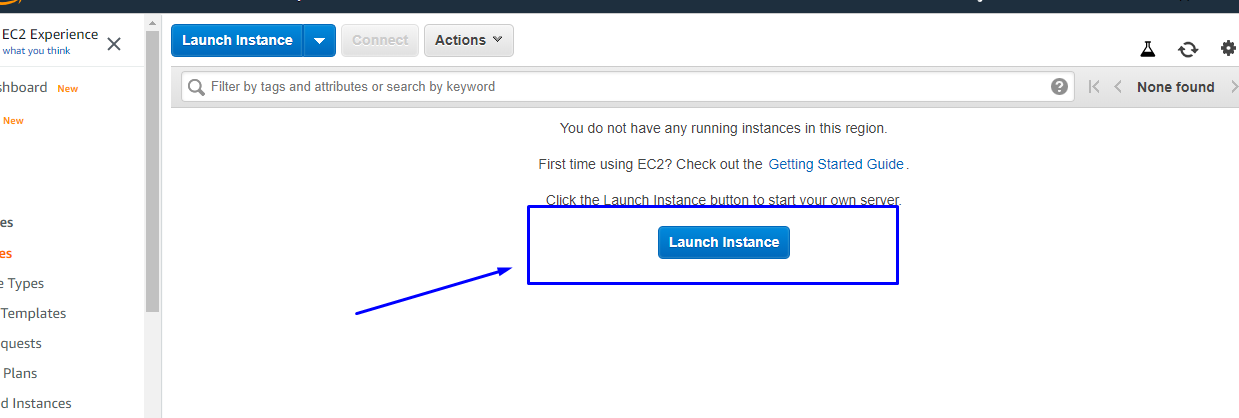 EC2 Experience
what you think
Launch Instance
Connect
Actions
Filter by tags and attributes or search by keyword
None found
shboard New
New
You do not have any running instances in this region.
First time using EC2? Check out the Getting Started Guide.
Click the Launch Instance button to start your own server.
Launch Instance
es
es
e Types
Templates
quests
Plans
d Instances